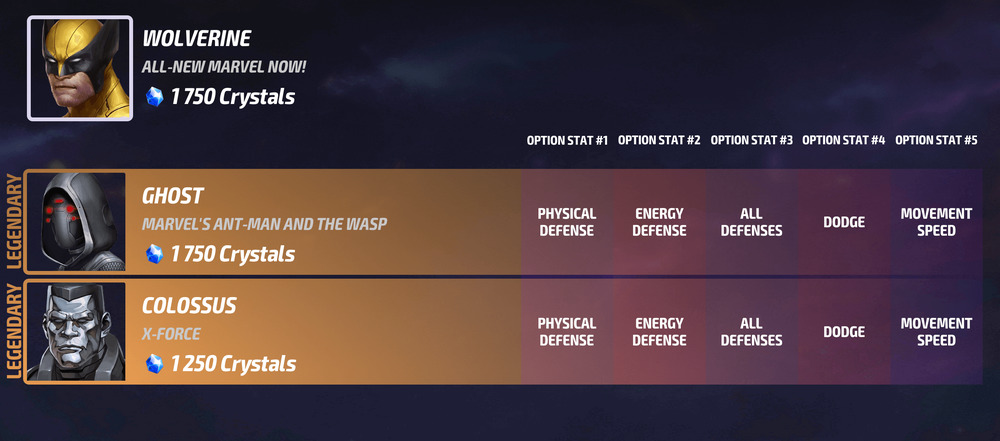 WOLVERINE
ALL-NEW MARVEL NOW!
1 750 Crystals
OPTION STAT #1 OPTION STAT #2 OPTION STAT #3 OPTION STAT #4 OPTION STAT #5
LEGENDARY
GHOST
MARVEL'S ANT-MAN AND THE WASP
1 750 Crystals
PHYSICAL
DEFENSE
ENERGY
DEFENSE
ALL
DEFENSES
DODGE
MOVEMENT
SPEED
LEGENDARY
COLOSSUS
X-FORCE
1 250 Crystals
PHYSICAL
DEFENSE
ENERGY
DEFENSE
ALL
DEFENSES
DODGE
MOVEMENT
SPEED